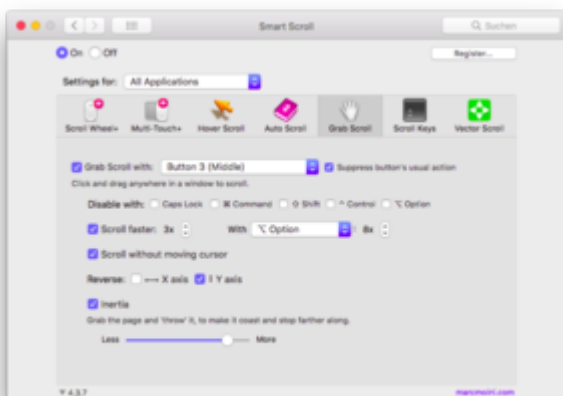 Smart Scroll
Suchen
On Off
Register...
Settings for: All Applications
Scroll Wheel+ Multi-Touch+ Hover Scroll Auto Scroll Grab Scroll Scroll Keys Vector Scroll
Grab Scroll with: Button 3 (Middle) Suppress button's usual action
Click and drag anywhere in a window to scroll.
Disable with: Caps Lock ⌘ Command ⇧ Shift ^ Control ⌥ Option
Scroll faster: 3x With ⌥ Option : 8x
Scroll without moving cursor
Reverse: ↔ X axis ↕ Y axis
Inertia
Grab the page and 'throw' it, to make it coast and stop farther along.
Less More
4.3.7 marcmoini.com